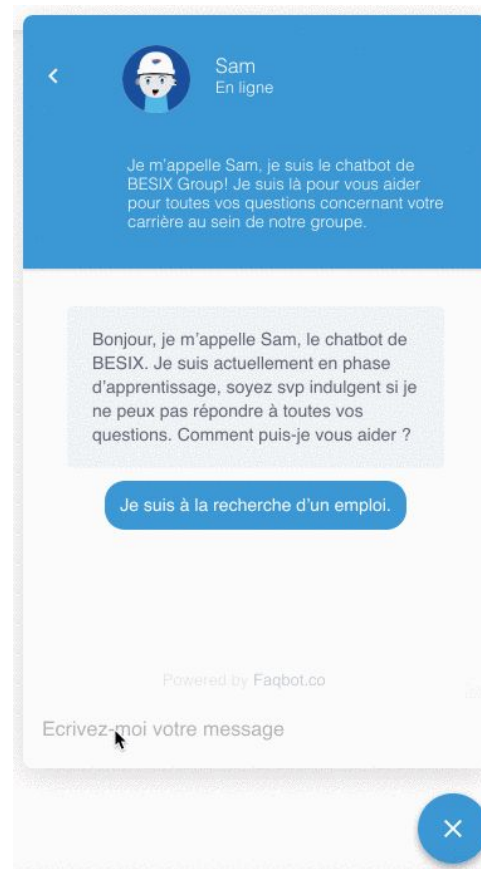 Sam
En ligne
Je m'appelle Sam, je suis le chatbot de
BESIX Group! Je suis là pour vous aider
pour toutes vos questions concernant votre
carrière au sein de notre groupe.
Bonjour, je m'appelle Sam, le chatbot de
BESIX. Je suis actuellement en phase
d'apprentissage, soyez svp indulgent si je
ne peux pas répondre à toutes vos
questions. Comment puis-je vous aider ?
Je suis à la recherche d'un emploi.
Powered by Faqbot.co
Ecrivez-moi votre message